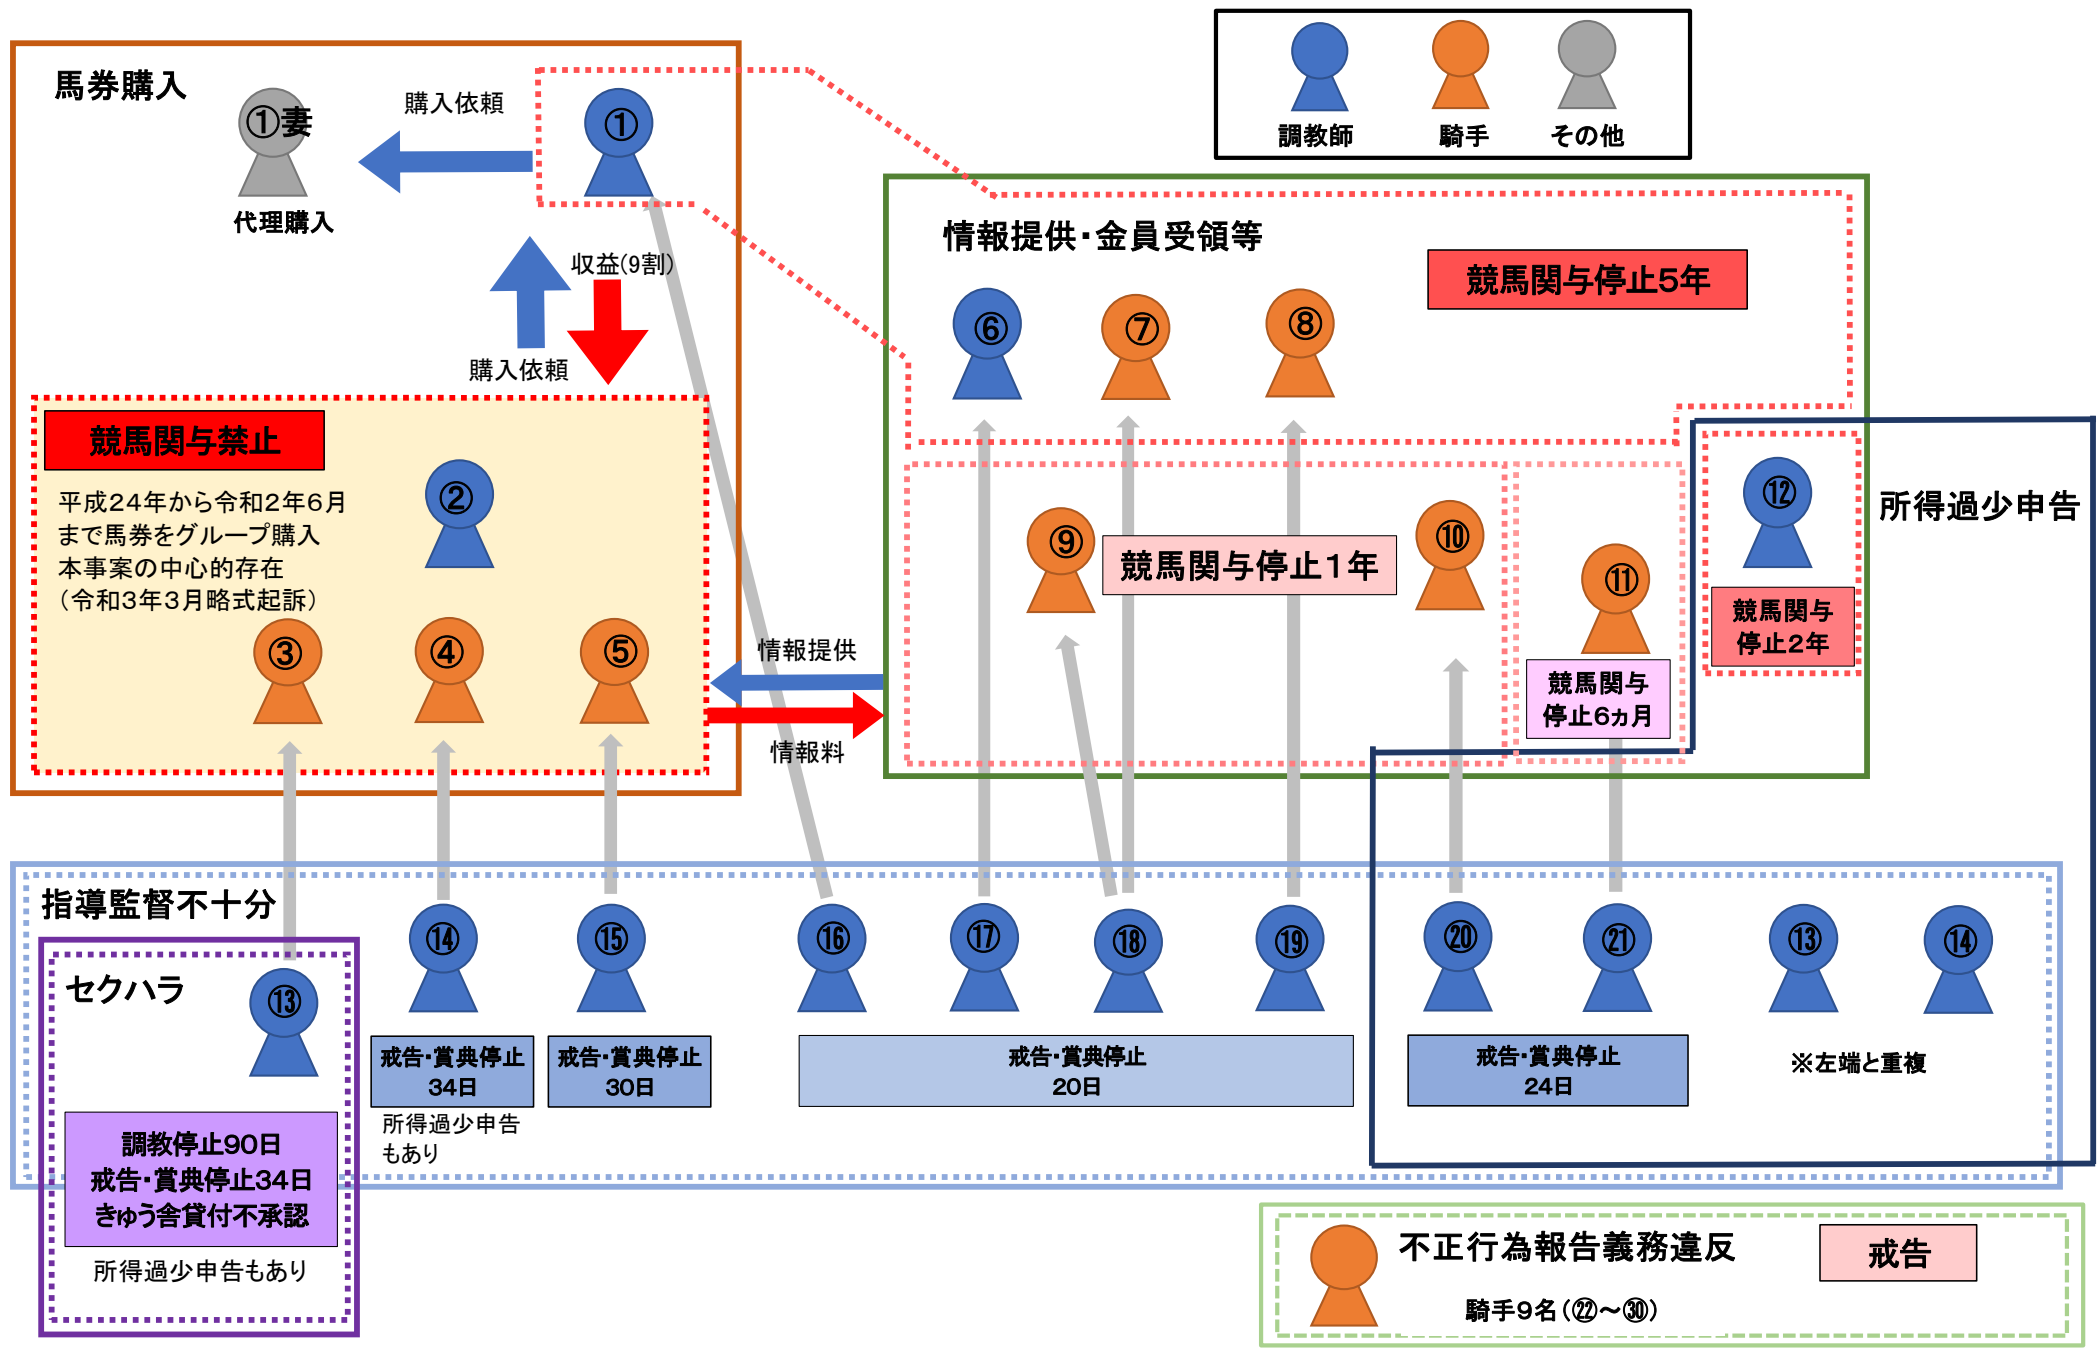 調教師
騎手
その他
馬券購入
①妻
購入依頼
①
代理購入
収益(9割)
購入依頼
競馬関与禁止
平成24年から令和2年6月
まで馬券をグループ購入
本事案の中心的存在
（令和3年3月略式起訴）
②
③
④
⑤
情報提供
情報料
情報提供・金員受領等
競馬関与停止5年
⑥
⑦
⑧
⑨
競馬関与停止１年
⑩
⑪
競馬関与
停止6ヵ月
⑫
競馬関与
停止2年
所得過少申告
指導監督不十分
セクハラ
⑬
調教停止90日
戒告・賞典停止34日
きゅう舎貸付不承認
所得過少申告もあり
⑭
戒告・賞典停止
34日
所得過少申告
もあり
⑮
戒告・賞典停止
30日
⑯
⑰
⑱
⑲
戒告・賞典停止
20日
⑳
㉑
戒告・賞典停止
24日
⑬
⑭
※左端と重複
不正行為報告義務違反
戒告
騎手9名（㉒～㉚）